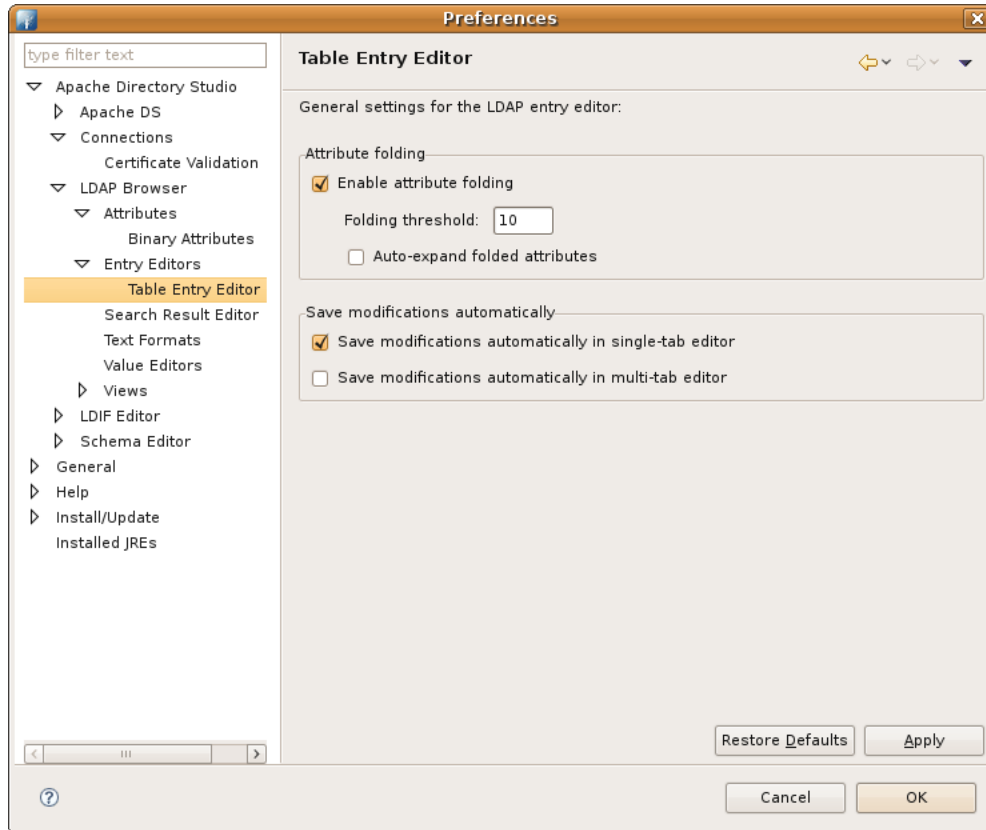 Preferences
type filter text
Apache Directory Studio
Apache DS
Connections
Certificate Validation
LDAP Browser
Attributes
Binary Attributes
Entry Editors
Table Entry Editor
Search Result Editor
Text Formats
Value Editors
Views
LDIF Editor
Schema Editor
General
Help
Install/Update
Installed JREs
Table Entry Editor
General settings for the LDAP entry editor:
Attribute folding
Enable attribute folding
Folding threshold: 10
Auto-expand folded attributes
Save modifications automatically
Save modifications automatically in single-tab editor
Save modifications automatically in multi-tab editor
Restore Defaults Apply
Cancel OK